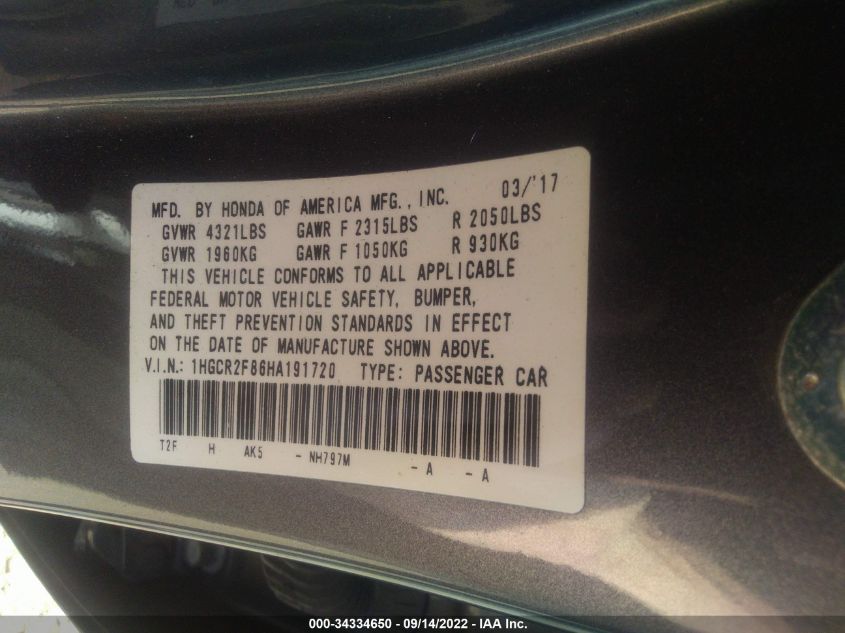 MFD. BY HONDA OF AMERICA MFG., INC. 03/'17
GVWR 4321LBS GAWR F 2315LBS R 2050LBS
GVWR 1960KG GAWR F 1050KG R 930KG
THIS VEHICLE CONFORMS TO ALL APPLICABLE
FEDERAL MOTOR VEHICLE SAFETY, BUMPER,
AND THEFT PREVENTION STANDARDS IN EFFECT
ON THE DATE OF MANUFACTURE SHOWN ABOVE.
V.I.N.: 1HGCR2F86HA191720 TYPE: PASSENGER CAR
T2F H AK5 - NH797M - A - A
000-34334650 - 09/14/2022 - IAA Inc.